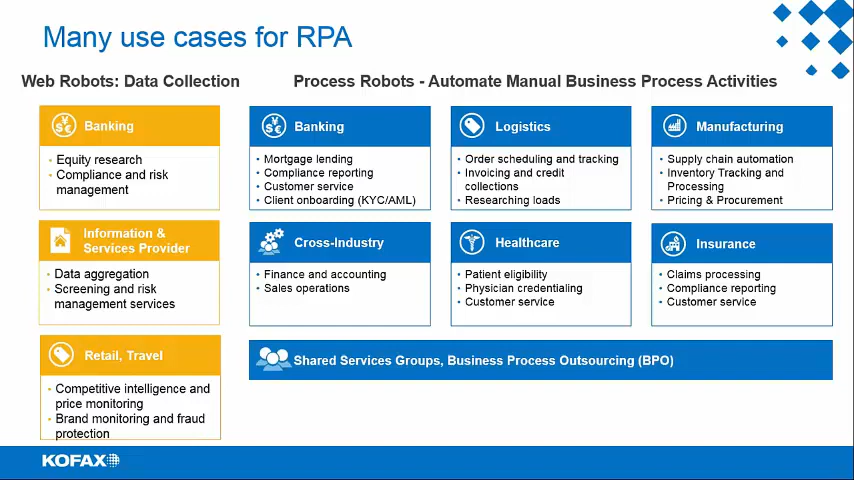 Many use cases for RPA
Web Robots: Data Collection
Process Robots - Automate Manual Business Process Activities
Banking
• Equity research
• Compliance and risk
management
Information &
Services Provider
• Data aggregation
• Screening and risk
management services
Retail, Travel
• Competitive intelligence and
price monitoring
• Brand monitoring and fraud
protection
Banking
• Mortgage lending
• Compliance reporting
• Customer service
• Client onboarding (KYC/AML)
Logistics
• Order scheduling and tracking
• Invoicing and credit
collections
• Researching loads
Manufacturing
• Supply chain automation
• Inventory Tracking and
Processing
• Pricing & Procurement
Cross-Industry
• Finance and accounting
• Sales operations
Healthcare
• Patient eligibility
• Physician credentialing
• Customer service
Insurance
• Claims processing
• Compliance reporting
• Customer service
Shared Services Groups, Business Process Outsourcing (BPO)
KOFAX